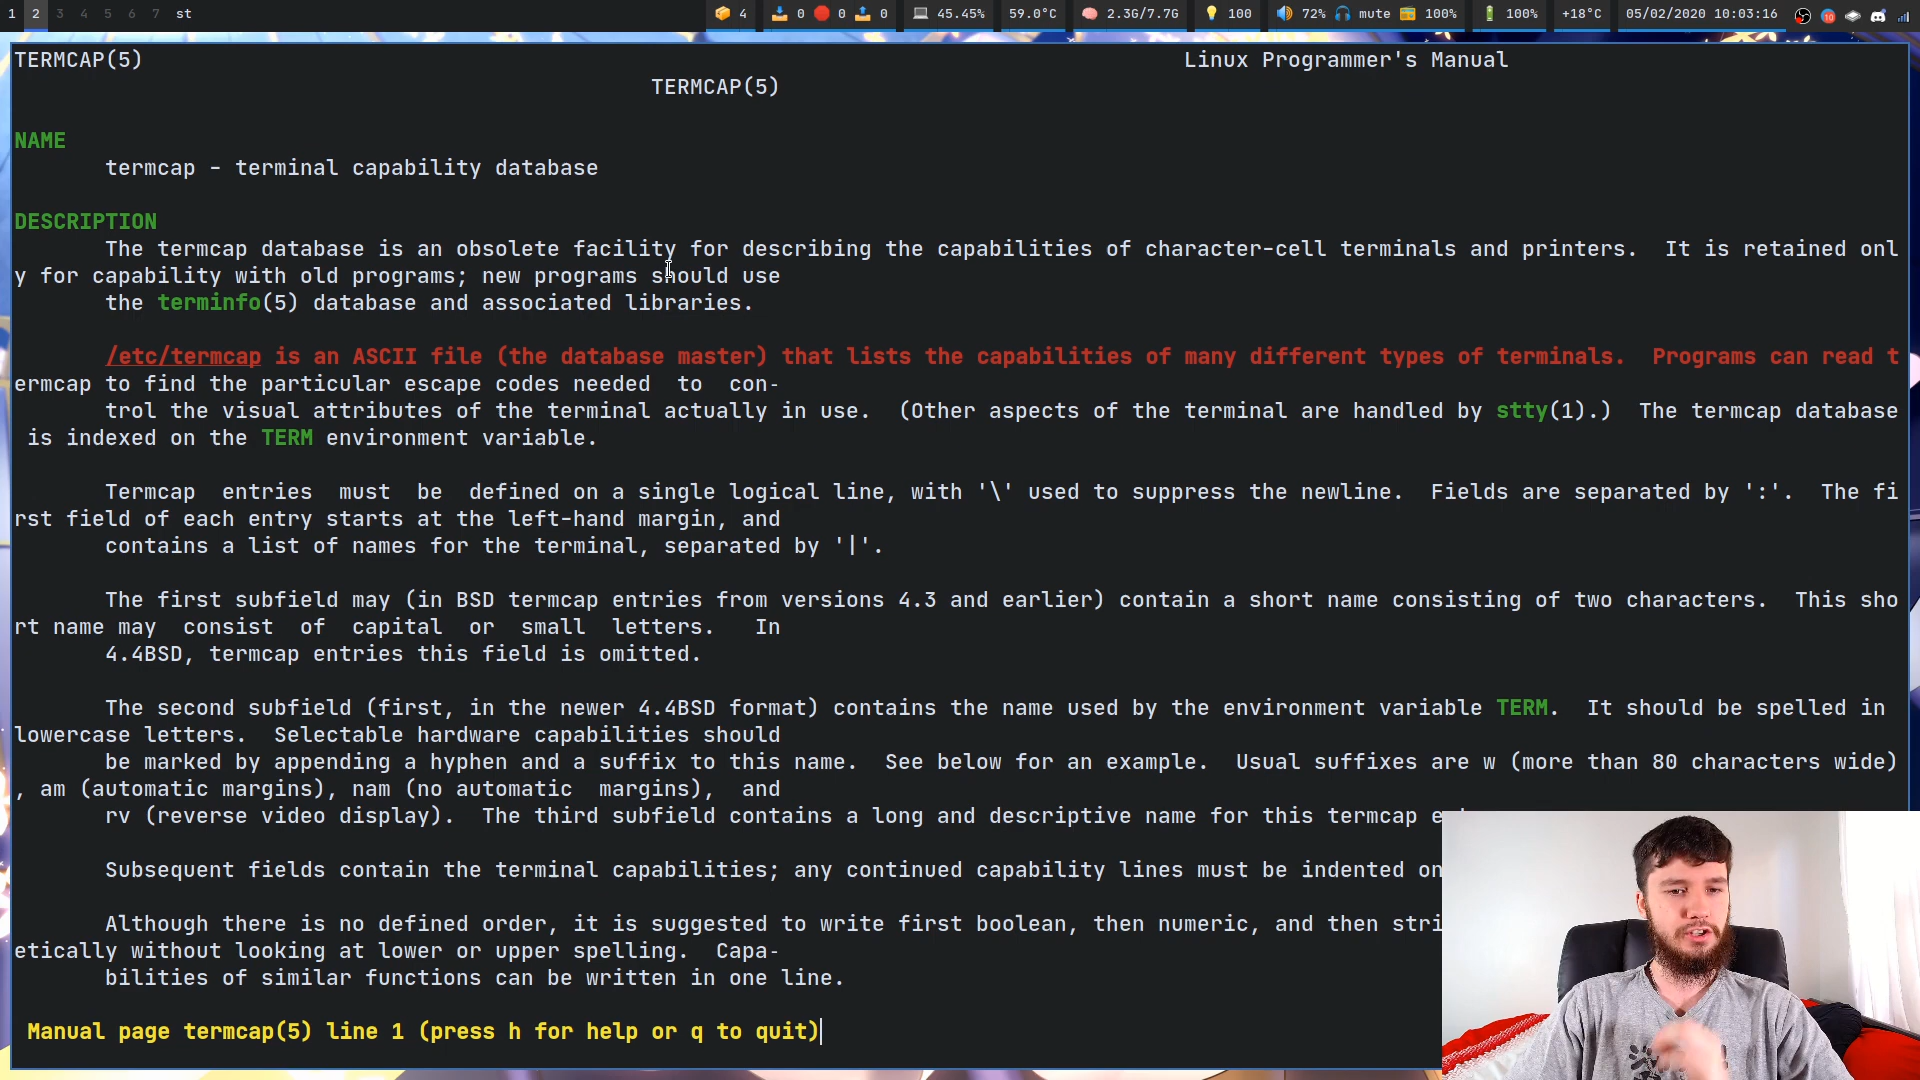 1 2 3 4 5 6 7 st 4 0 0 0 45.45% 59.0°C 2.3G/7.7G 100 72% mute 100% 100% +18°C 05/02/2020 10:03:16 10
TERMCAP(5) Linux Programmer's Manual
TERMCAP(5)
NAME
termcap - terminal capability database
DESCRIPTION
The termcap database is an obsolete facility for describing the capabilities of character-cell terminals and printers. It is retained onl
y for capability with old programs; new programs should use
the terminfo(5) database and associated libraries.
/etc/termcap is an ASCII file (the database master) that lists the capabilities of many different types of terminals. Programs can read t
ermcap to find the particular escape codes needed to con-
trol the visual attributes of the terminal actually in use. (Other aspects of the terminal are handled by stty(1).) The termcap database
is indexed on the TERM environment variable.
Termcap entries must be defined on a single logical line, with '\' used to suppress the newline. Fields are separated by ':'. The fi
rst field of each entry starts at the left-hand margin, and
contains a list of names for the terminal, separated by '|'.
The first subfield may (in BSD termcap entries from versions 4.3 and earlier) contain a short name consisting of two characters. This sho
rt name may consist of capital or small letters. In
4.4BSD, termcap entries this field is omitted.
The second subfield (first, in the newer 4.4BSD format) contains the name used by the environment variable TERM. It should be spelled in
lowercase letters. Selectable hardware capabilities should
be marked by appending a hyphen and a suffix to this name. See below for an example. Usual suffixes are w (more than 80 characters wide)
, am (automatic margins), nam (no automatic margins), and
rv (reverse video display). The third subfield contains a long and descriptive name for this termcap
Subsequent fields contain the terminal capabilities; any continued capability lines must be indented on
Although there is no defined order, it is suggested to write first boolean, then numeric, and then stri
etically without looking at lower or upper spelling. Capa-
bilities of similar functions can be written in one line.
Manual page termcap(5) line 1 (press h for help or q to quit)